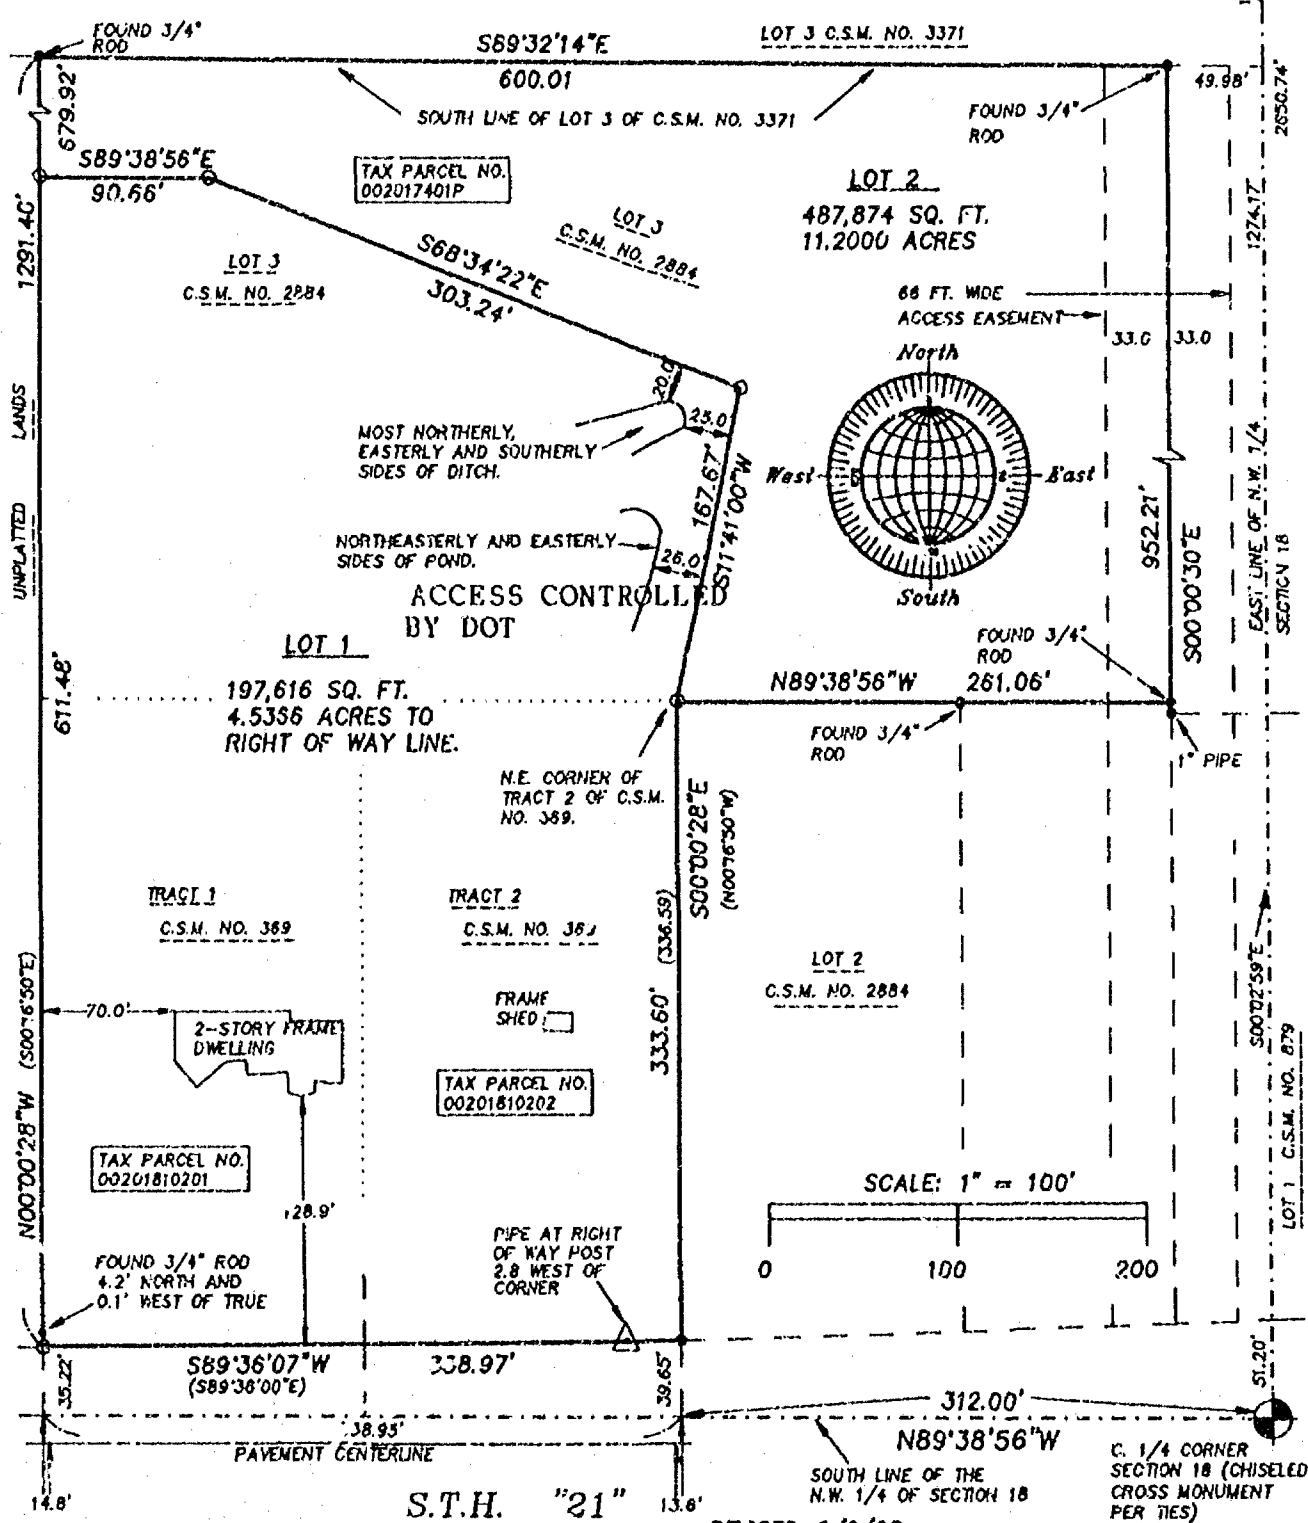 FOUND 3/4"
ROD
S89°32'14"E
600.01
LOT 3 C.S.M. NO. 3371
SOUTH LINE OF LOT 3 OF C.S.M. NO. 3371
FOUND 3/4"
ROD
49.98'
2650.74'
679.92'
S89°38'56"E
90.66'
TAX PARCEL NO.
002017401P
LOT 2
487,874 SQ. FT.
11.2000 ACRES
LOT 3
C.S.M. NO. 2884
1291.40'
LOT 3
C.S.M. NO. 2884
S68°34'22"E
303.24'
66 FT. WIDE
ACCESS EASEMENT
33.0
33.0
1274.17'
North
West
East
South
20.0
25.0
MOST NORTHERLY,
EASTERLY AND SOUTHERLY
SIDES OF DITCH.
167.67'
S11°41'00"W
UNPLATTED LANDS
NORTHEASTERLY AND EASTERLY
SIDES OF POND.
26.0
ACCESS CONTROLLED
BY DOT
952.21'
S00°00'30"E
EAST LINE OF N.W. 1/4
SECTION 18
LOT 1
197,616 SQ. FT.
4.5366 ACRES TO
RIGHT OF WAY LINE.
611.48'
FOUND 3/4"
ROD
N89°38'56"W
261.06'
FOUND 3/4"
ROD
1" PIPE
N.E. CORNER OF
TRACT 2 OF C.S.M.
NO. 369.
S00°00'28"E
(N00°16'50"W)
TRACT 1
C.S.M. NO. 369
TRACT 2
C.S.M. NO.
333.60'
(336.59)
LOT 2
C.S.M. NO. 2884
S00°02'59"E
N00°00'28"W (S00°16'50"E)
70.0'
2-STORY FRAME
DWELLING
FRAME
SHED
TAX PARCEL NO.
00201810202
LOT 1 C.S.M. NO. 879
TAX PARCEL NO.
00201810201
28.9'
SCALE: 1" = 100'
0
100
200
FOUND 3/4" ROD
4.2' NORTH AND
0.1' WEST OF TRUE
PIPE AT RIGHT
OF WAY POST
2.8 WEST OF
CORNER
S89°36'07"W
338.97'
(S89°36'00"E)
35.22'
39.65'
51.20'
38.95'
PAVEMENT CENTERLINE
312.00'
N89°38'56"W
SOUTH LINE OF THE
N.W. 1/4 OF SECTION 18
C. 1/4 CORNER
SECTION 18 (CHISELED
CROSS MONUMENT
PER TIES)
14.8'
13.6'
S.T.H. "21"